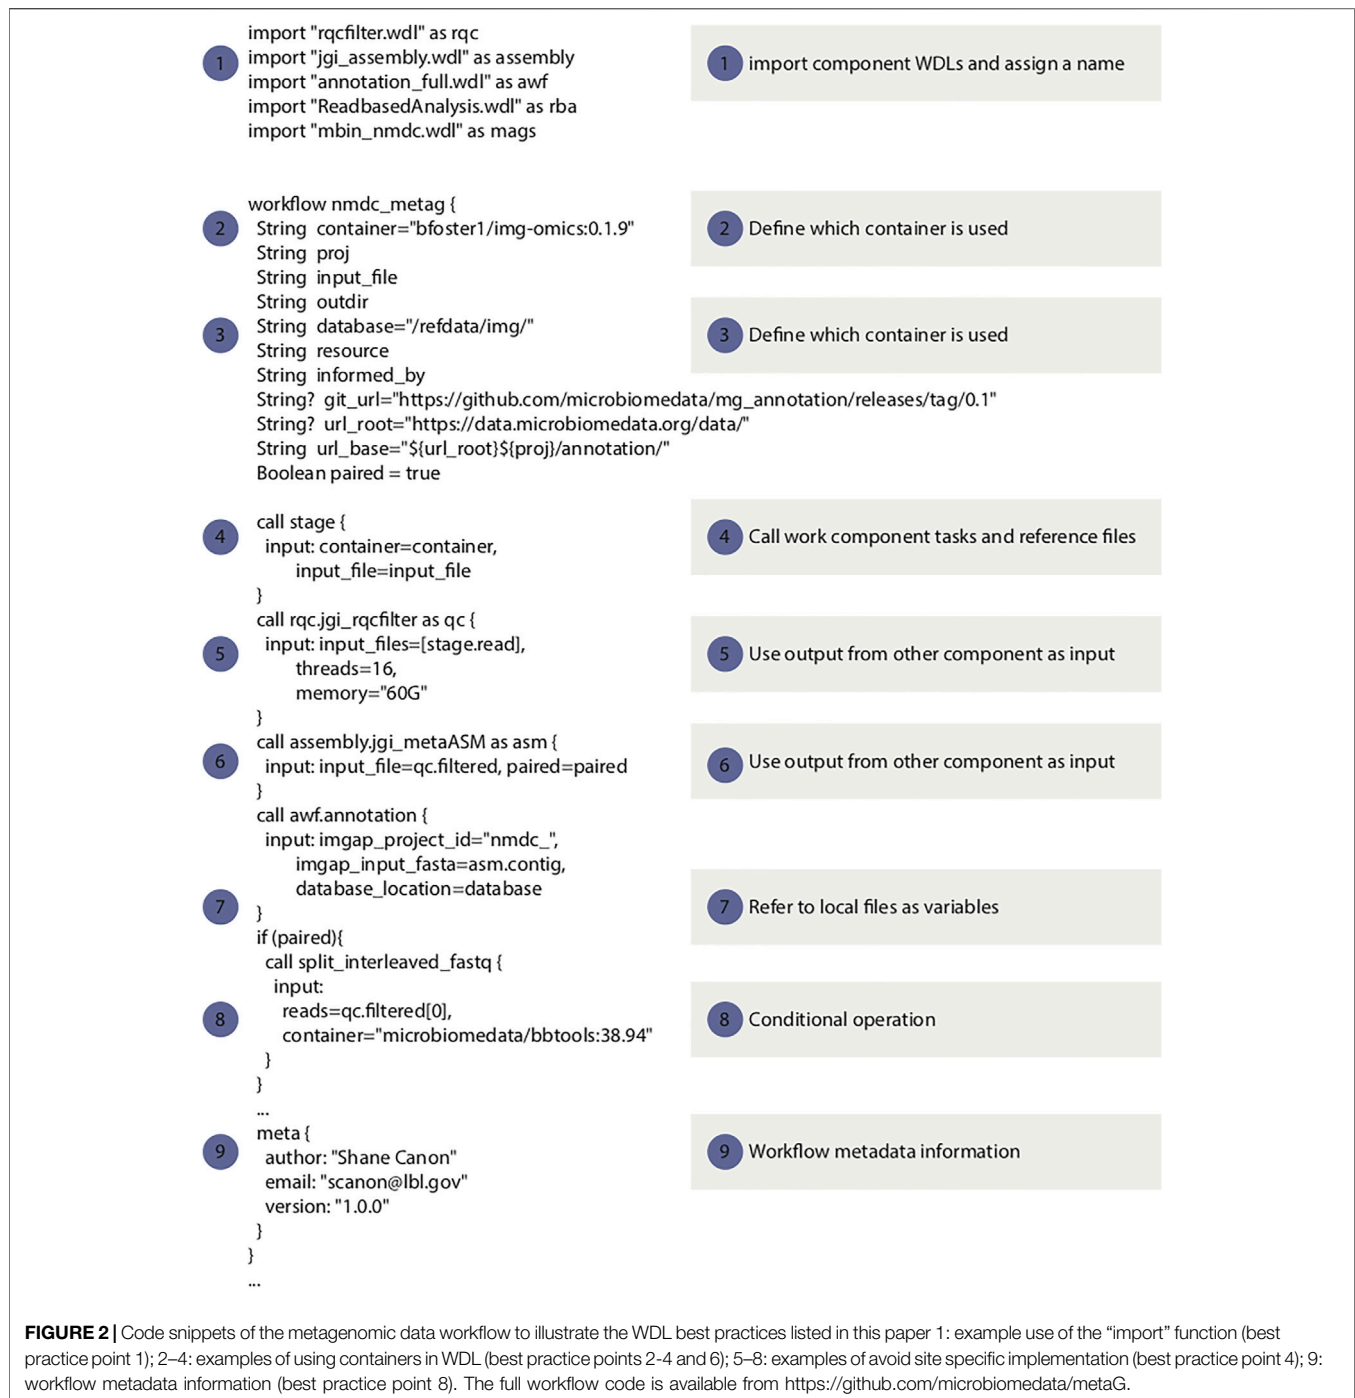 import "rqcfilter.wdl" as rqc
import "jgi_assembly.wdl" as assembly
import "annotation_full.wdl" as awf
import "ReadbasedAnalysis.wdl" as rba
import "mbin_nmdc.wdl" as mags
1
1 import component WDLs and assign a name
workflow nmdc_metag {
String container="bfoster1/img-omics:0.1.9"
String proj
String input_file
String outdir
String database="/refdata/img/"
String resource
String informed_by
String? git_url="https://github.com/microbiomedata/mg_annotation/releases/tag/0.1"
String? url_root="https://data.microbiomedata.org/data/"
String url_base="${url_root}${proj}/annotation/"
Boolean paired = true
2
2 Define which container is used
3
3 Define which container is used
call stage {
input: container=container,
input_file=input_file
}
4
4 Call work component tasks and reference files
call rqc.jgi_rqcfilter as qc {
input: input_files=[stage.read],
threads=16,
memory="60G"
}
5
5 Use output from other component as input
call assembly.jgi_metaASM as asm {
input: input_file=qc.filtered, paired=paired
}
6
6 Use output from other component as input
call awf.annotation {
input: imgap_project_id="nmdc_",
imgap_input_fasta=asm.contig,
database_location=database
}
7
7 Refer to local files as variables
if (paired){
call split_interleaved_fastq {
input:
reads=qc.filtered[0],
container="microbiomedata/bbtools:38.94"
}
}
...
8
8 Conditional operation
meta {
author: "Shane Canon"
email: "scanon@lbl.gov"
version: "1.0.0"
}
}
...
9
9 Workflow metadata information
FIGURE 2 | Code snippets of the metagenomic data workflow to illustrate the WDL best practices listed in this paper 1: example use of the “import” function (best
practice point 1); 2–4: examples of using containers in WDL (best practice points 2-4 and 6); 5–8: examples of avoid site specific implementation (best practice point 4); 9:
workflow metadata information (best practice point 8). The full workflow code is available from https://github.com/microbiomedata/metaG.